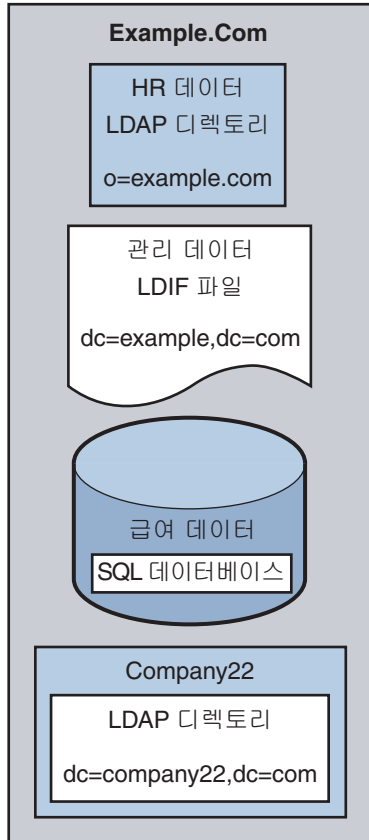 Example.Com
HR 데이터
LDAP 디렉토리
o=example.com
관리 데이터
LDIF 파일
dc=example,dc=com
급여 데이터
SQL 데이터베이스
Company22
LDAP 디렉토리
dc=company22,dc=com